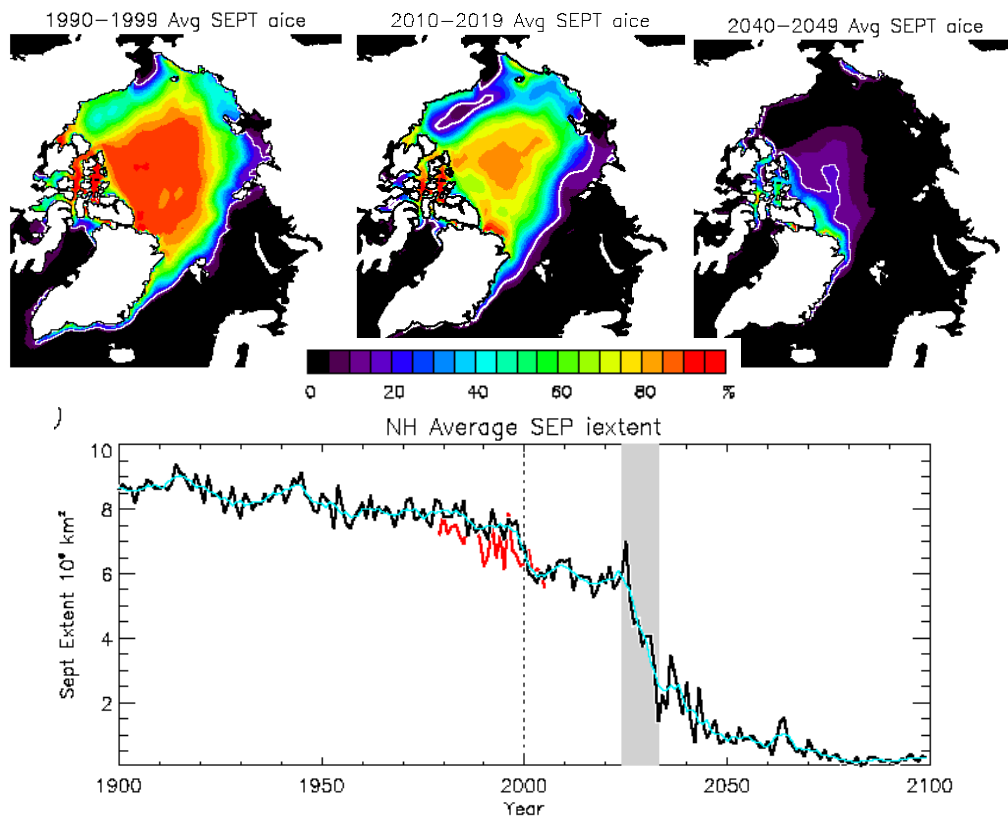 1990-1999 Avg SEPT aice
2010-2019 Avg SEPT aice
2040-2049 Avg SEPT aice
0 20 40 60 80 %
)
NH Average SEP iextent
10
8
6
4
2
Sept Extent 10⁶ km²
1900 1950 2000 2050 2100
Year